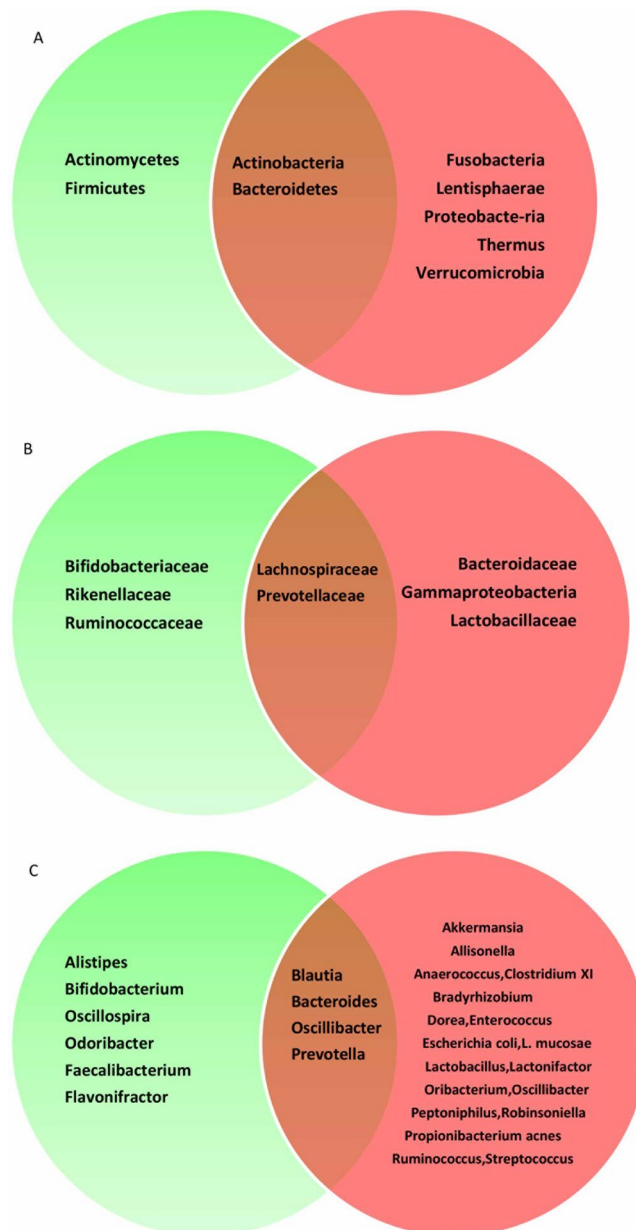 A
Actinomycetes
Firmicutes
Actinobacteria
Bacteroidetes
Fusobacteria
Lentisphaerae
Proteobacte-ria
Thermus
Verrucomicrobia
B
Bifidobacteriaceae
Rikenellaceae
Ruminococcaceae
Lachnospiraceae
Prevotellaceae
Bacteroidaceae
Gammaproteobacteria
Lactobacillaceae
C
Alistipes
Bifidobacterium
Oscillospira
Odoribacter
Faecalibacterium
Flavonifractor
Blautia
Bacteroides
Oscillibacter
Prevotella
Akkermansia
Allisonella
Anaerococcus,Clostridium XI
Bradyrhizobium
Dorea,Enterococcus
Escherichia coli,L. mucosae
Lactobacillus,Lactonifactor
Oribacterium,Oscillibacter
Peptoniphilus,Robinsoniella
Propionibacterium acnes
Ruminococcus,Streptococcus